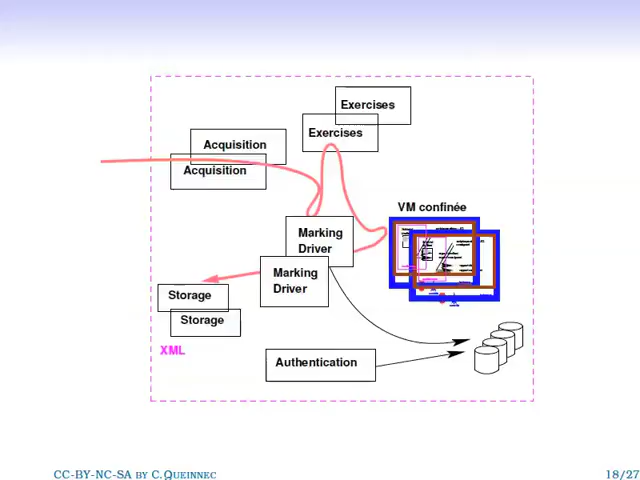 Exercises
Exercises
Acquisition
Acquisition
VM confinée
Marking
Driver
Marking
Driver
Storage
Storage
XML
Authentication
CC-BY-NC-SA BY C.QUEINNEC
18/27